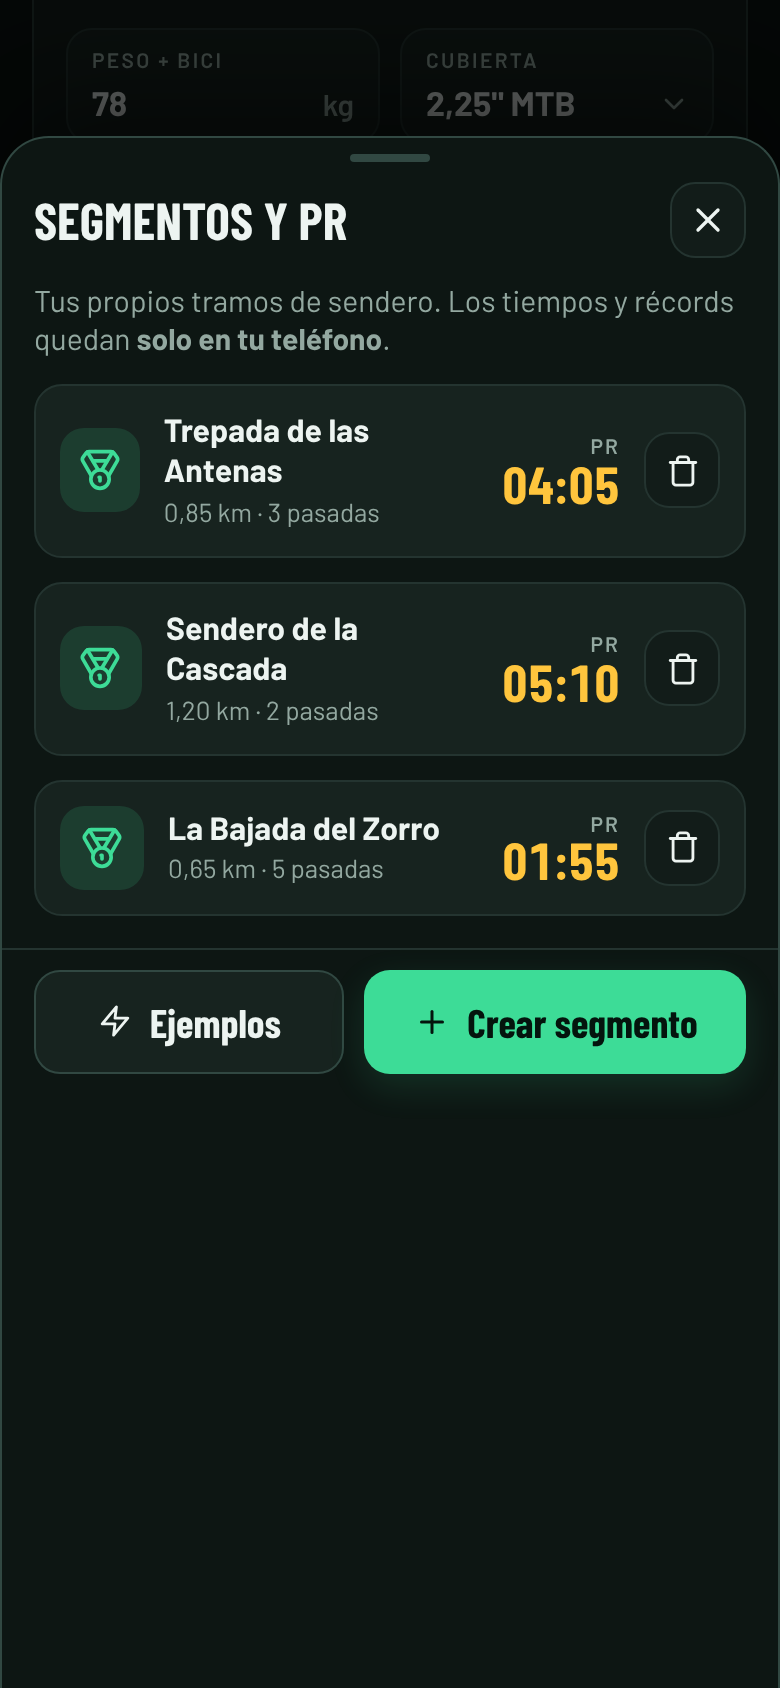 PESO + BICI
CUBIERTA
78
kg
2,25" MTB
SEGMENTOS Y PR
Tus propios tramos de sendero. Los tiempos y récords
quedan solo en tu teléfono.
Trepada de las
Antenas
0,85 km · 3 pasadas
PR
04:05
Sendero de la
Cascada
1,20 km · 2 pasadas
PR
05:10
La Bajada del Zorro
0,65 km · 5 pasadas
PR
01:55
Ejemplos
Crear segmento